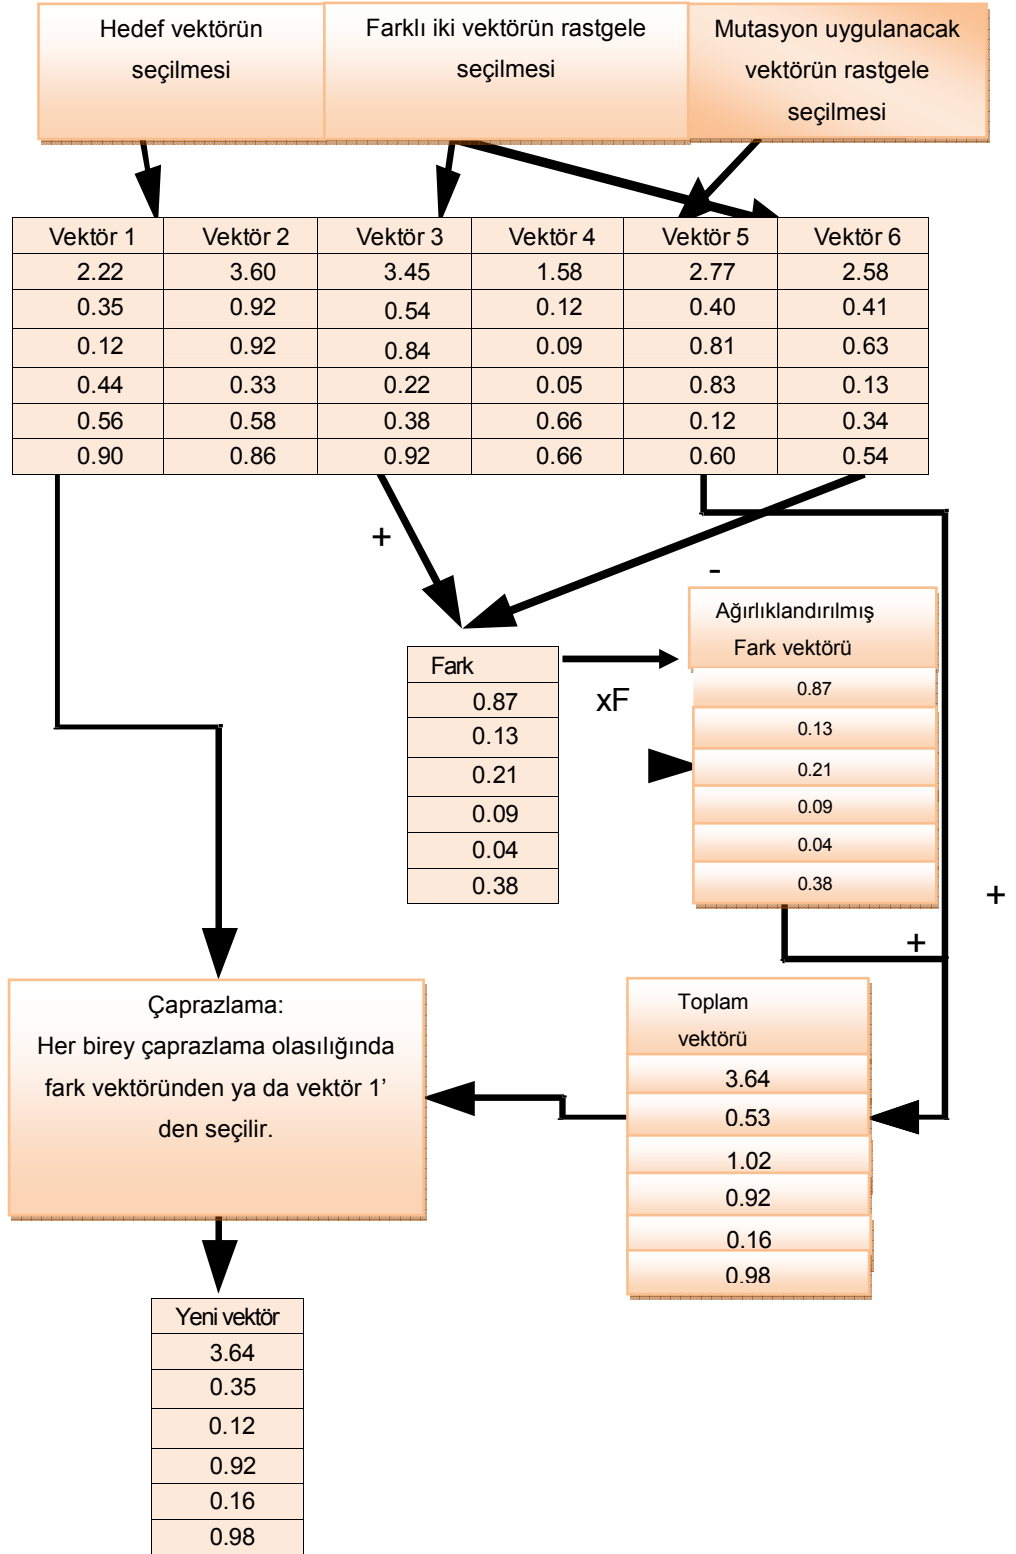 Hedef vektörün
seçilmesi
Farklı iki vektörün rastgele
seçilmesi
Mutasyon uygulanacak
vektörün rastgele
seçilmesi
Vektör 1 Vektör 2 Vektör 3 Vektör 4 Vektör 5 Vektör 6
2.22 3.60 3.45 1.58 2.77 2.58
0.35 0.92 0.54 0.12 0.40 0.41
0.12 0.92 0.84 0.09 0.81 0.63
0.44 0.33 0.22 0.05 0.83 0.13
0.56 0.58 0.38 0.66 0.12 0.34
0.90 0.86 0.92 0.66 0.60 0.54
+
-
Fark
0.87
0.13
0.21
0.09
0.04
0.38
xF
Ağırlıklandırılmış
Fark vektörü
0.87
0.13
0.21
0.09
0.04
0.38
+
+
Toplam
vektörü
3.64
0.53
1.02
0.92
0.16
0.98
Çaprazlama:
Her birey çaprazlama olasılığında
fark vektöründen ya da vektör 1’
den seçilir.
Yeni vektör
3.64
0.35
0.12
0.92
0.16
0.98